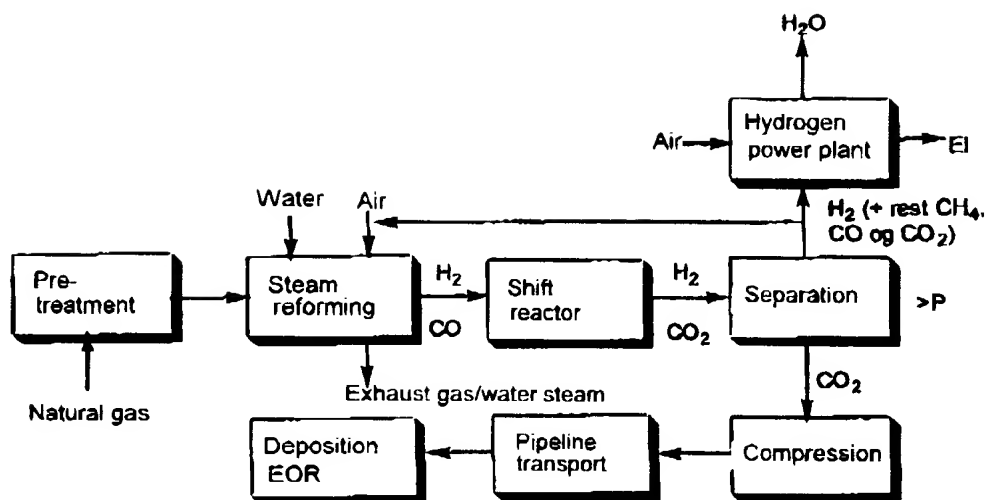 H₂O
Hydrogen
power plant
Air
El
H₂ (+ rest CH₄,
CO og CO₂)
Water
Air
Pre-
treatment
Steam
reforming
H₂
CO
Shift
reactor
H₂
CO₂
Separation
>P
Natural gas
Exhaust gas/water steam
CO₂
Deposition
EOR
Pipeline
transport
Compression